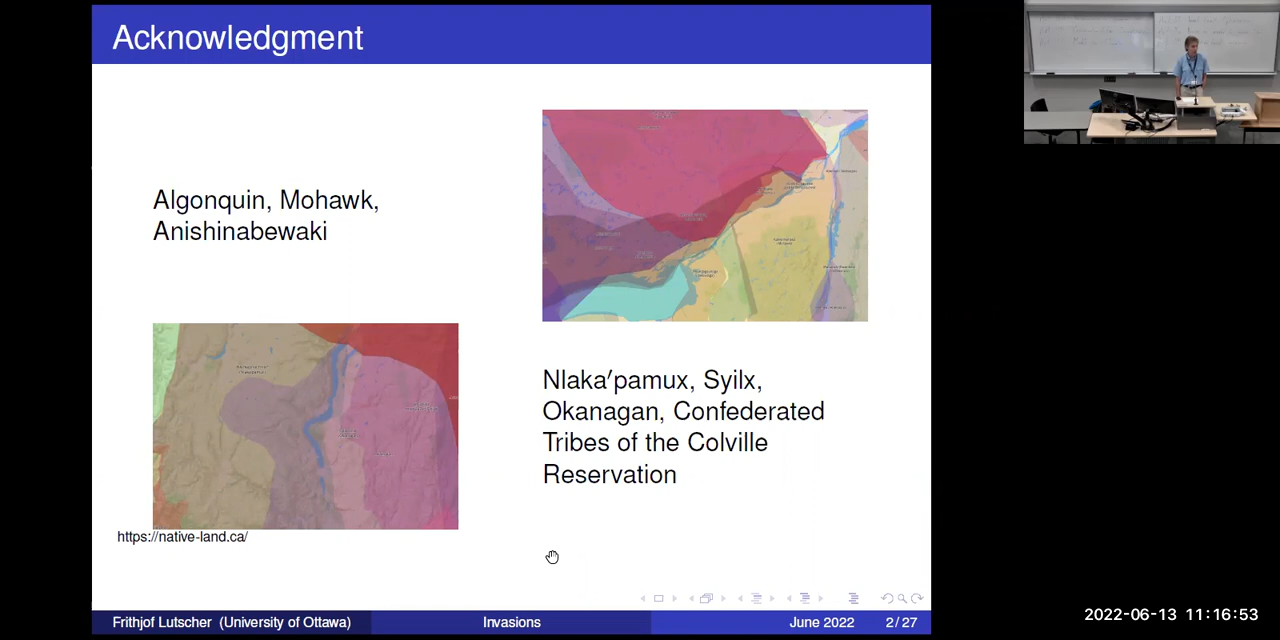 Acknowledgment
Algonquin, Mohawk,
Anishinabewaki
Nlaka′pamux, Syilx,
Okanagan, Confederated
Tribes of the Colville
Reservation
https://native-land.ca/
Frithjof Lutscher (University of Ottawa)
Invasions
June 2022
2 / 27
2022-06-13 11:16:53